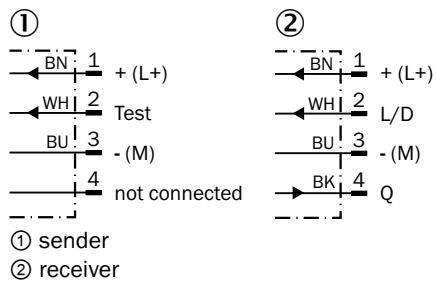 ① ②
BN 1 + (L+) BN 1 + (L+)
WH 2 Test WH 2 L/D
BU 3 - (M) BU 3 - (M)
4 not connected BK 4 Q
① sender
② receiver